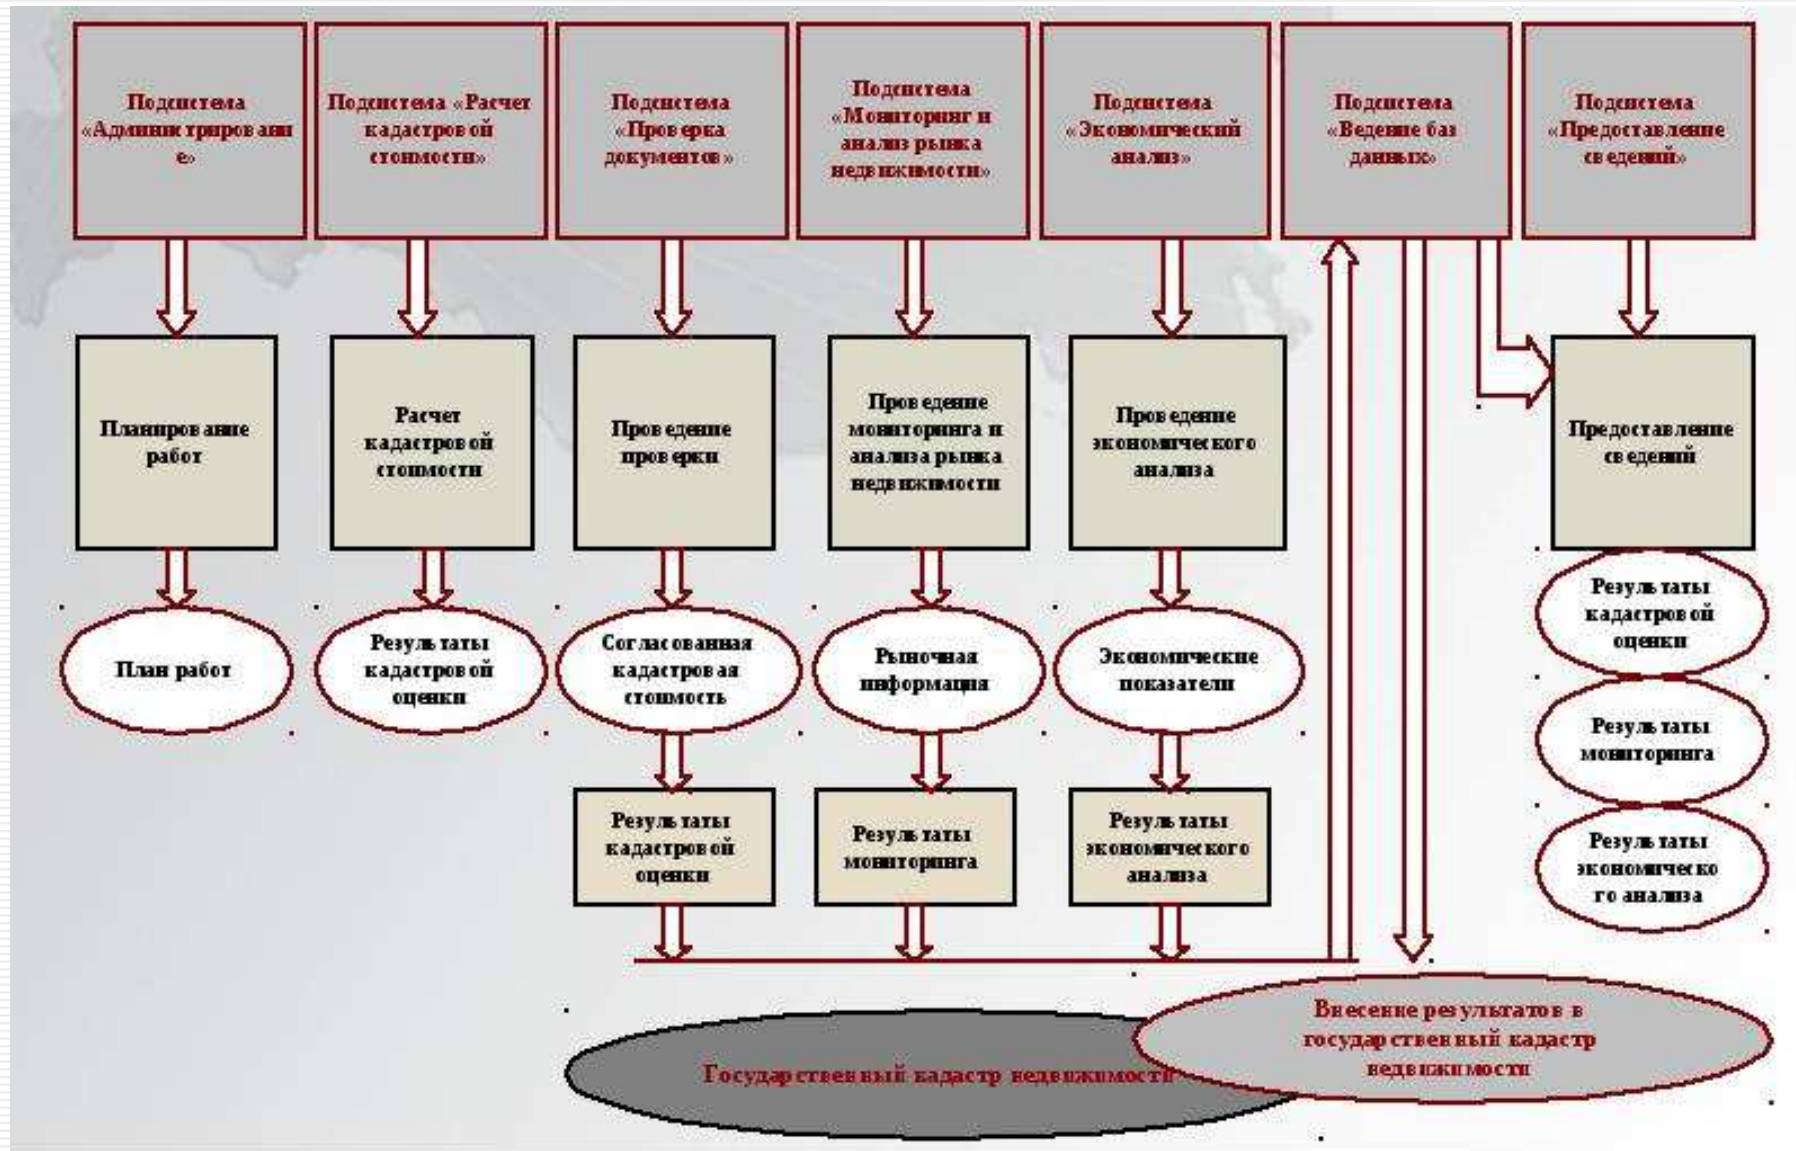 Подсистема
«Администрировани
е»
Подсистема «Расчет
кадастровой
стоимости»
Подсистема
«Проверка
документов»
Подсистема
«Мониторинг и
анализ рынка
недвижимости»
Подсистема
«Экономический
анализ»
Подсистема
«Ведение баз
данных»
Подсистема
«Предоставление
сведений»
Планирование
работ
Расчет
кадастровой
стоимости
Проведение
проверки
Проведение
мониторинга и
анализа рынка
недвижимости
Проведение
экономического
анализа
Предоставление
сведений
План работ
Результаты
кадастровой
оценки
Согласованная
кадастровая
стоимость
Рыночная
информация
Экономические
показатели
Результаты
кадастровой
оценки
Результаты
мониторинга
Результаты
экономическо
го анализа
Результаты
кадастровой
оценки
Результаты
мониторинга
Результаты
экономического
анализа
Государственный кадастр недвижимости
Внесение результатов в
государственный кадастр
недвижимости